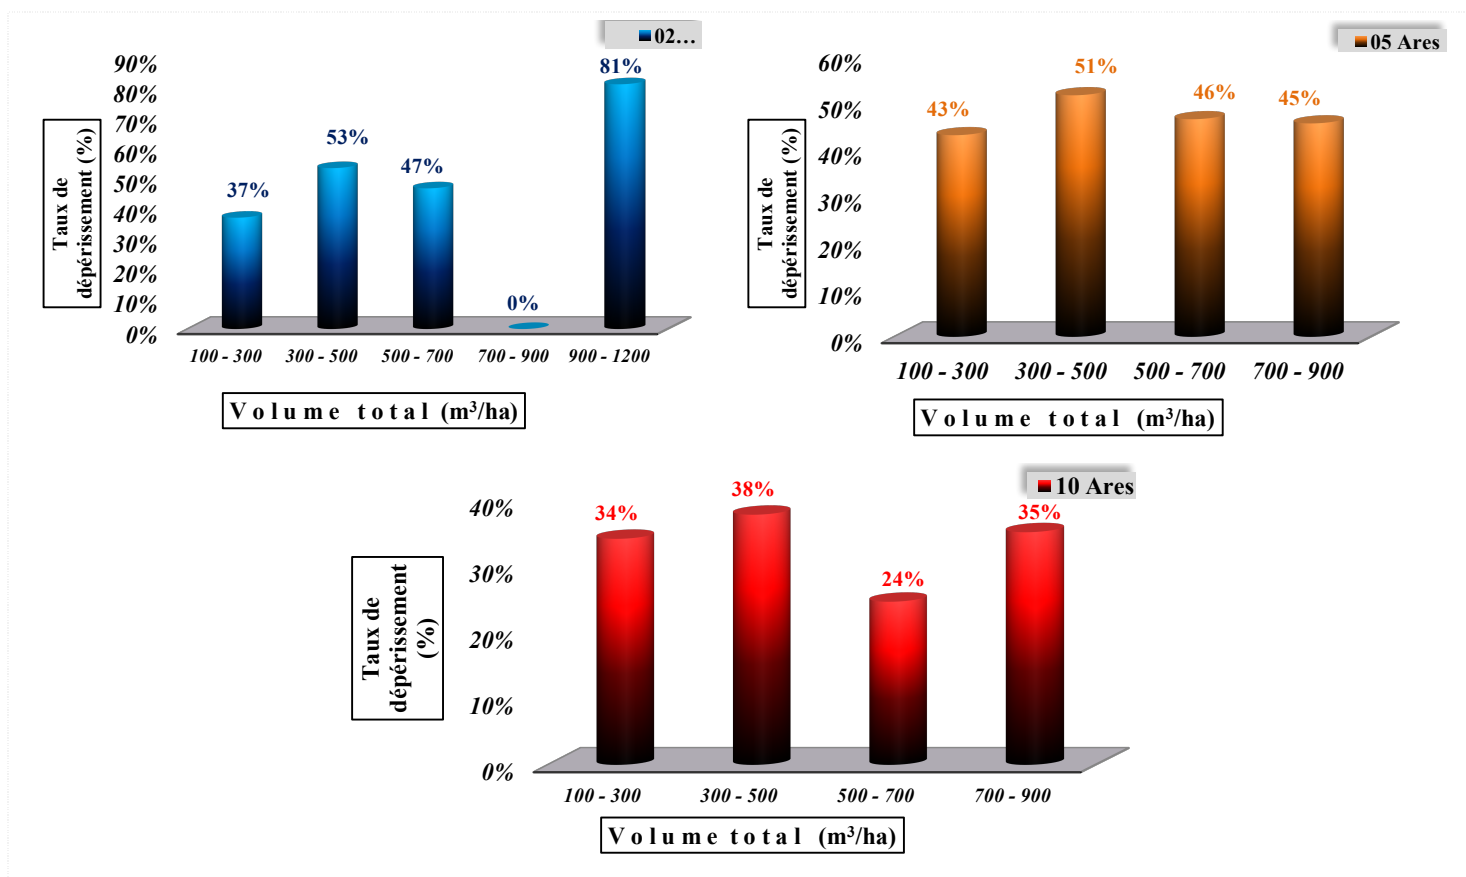 02…
90%
80%
70%
60%
50%
40%
30%
20%
10%
0%
Taux de
dépérissement (%)
37%
53%
47%
0%
81%
100 - 300
300 - 500
500 - 700
700 - 900
900 - 1200
Volume total (m³/ha)
05 Ares
60%
50%
40%
30%
20%
10%
0%
Taux de
dépérissement (%)
43%
51%
46%
45%
100 - 300
300 - 500
500 - 700
700 - 900
Volume total (m³/ha)
10 Ares
40%
30%
20%
10%
0%
Taux de
dépérissement
(%)
34%
38%
24%
35%
100 - 300
300 - 500
500 - 700
700 - 900
Volume total (m³/ha)